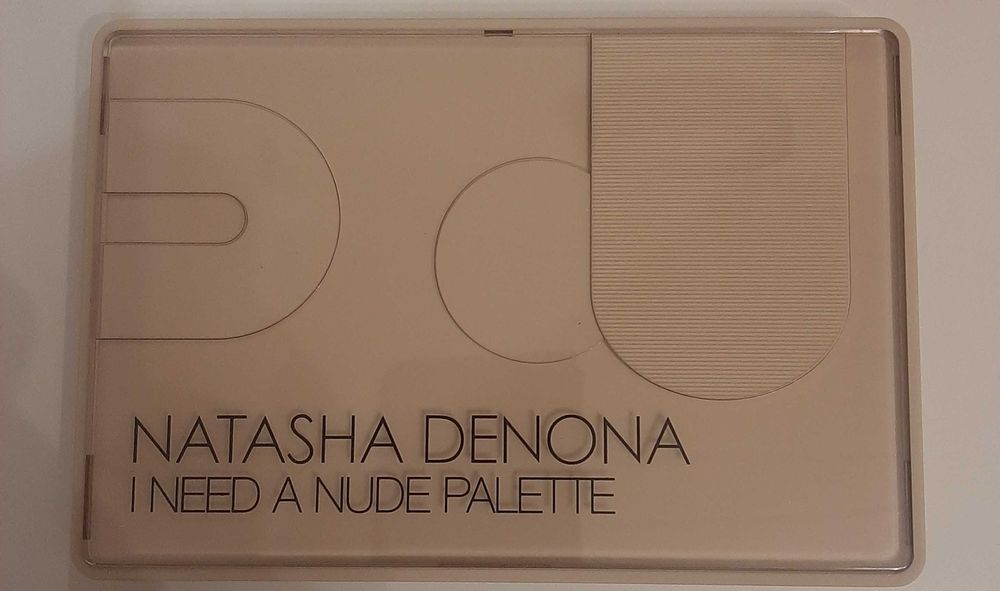 NATASHA DENONA
I NEED A NUDE PALETTE